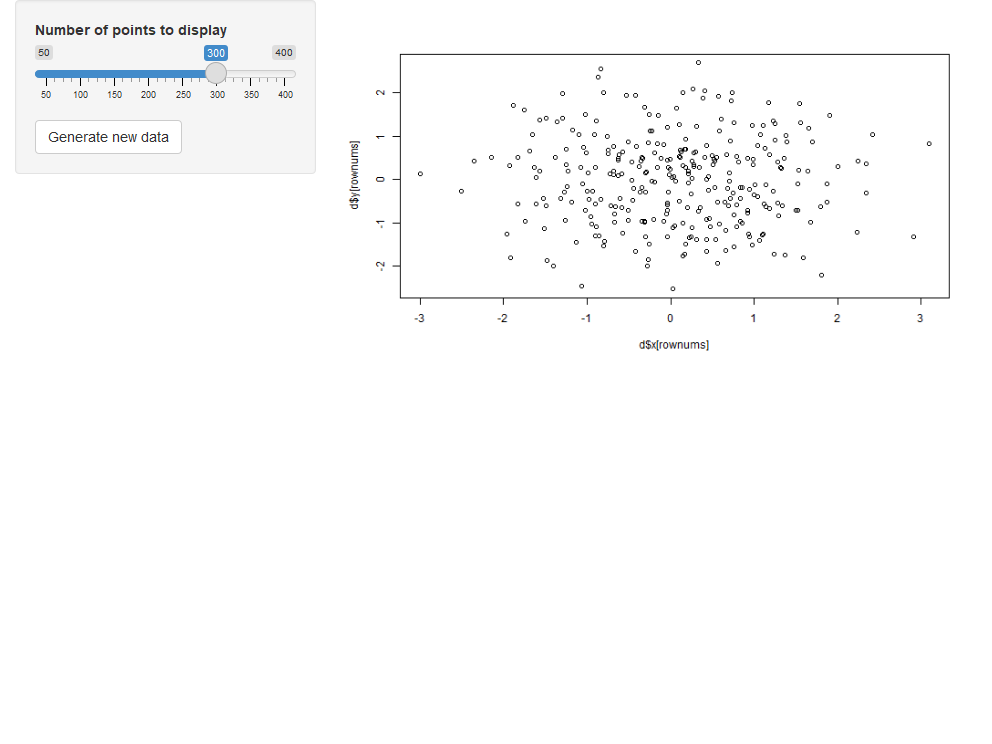 Number of points to display
50 300 400
50 100 150 200 250 300 350 400
Generate new data
d$y[rownums]
2
1
0
-1
-2
-3 -2 -1 0 1 2 3
d$x[rownums]